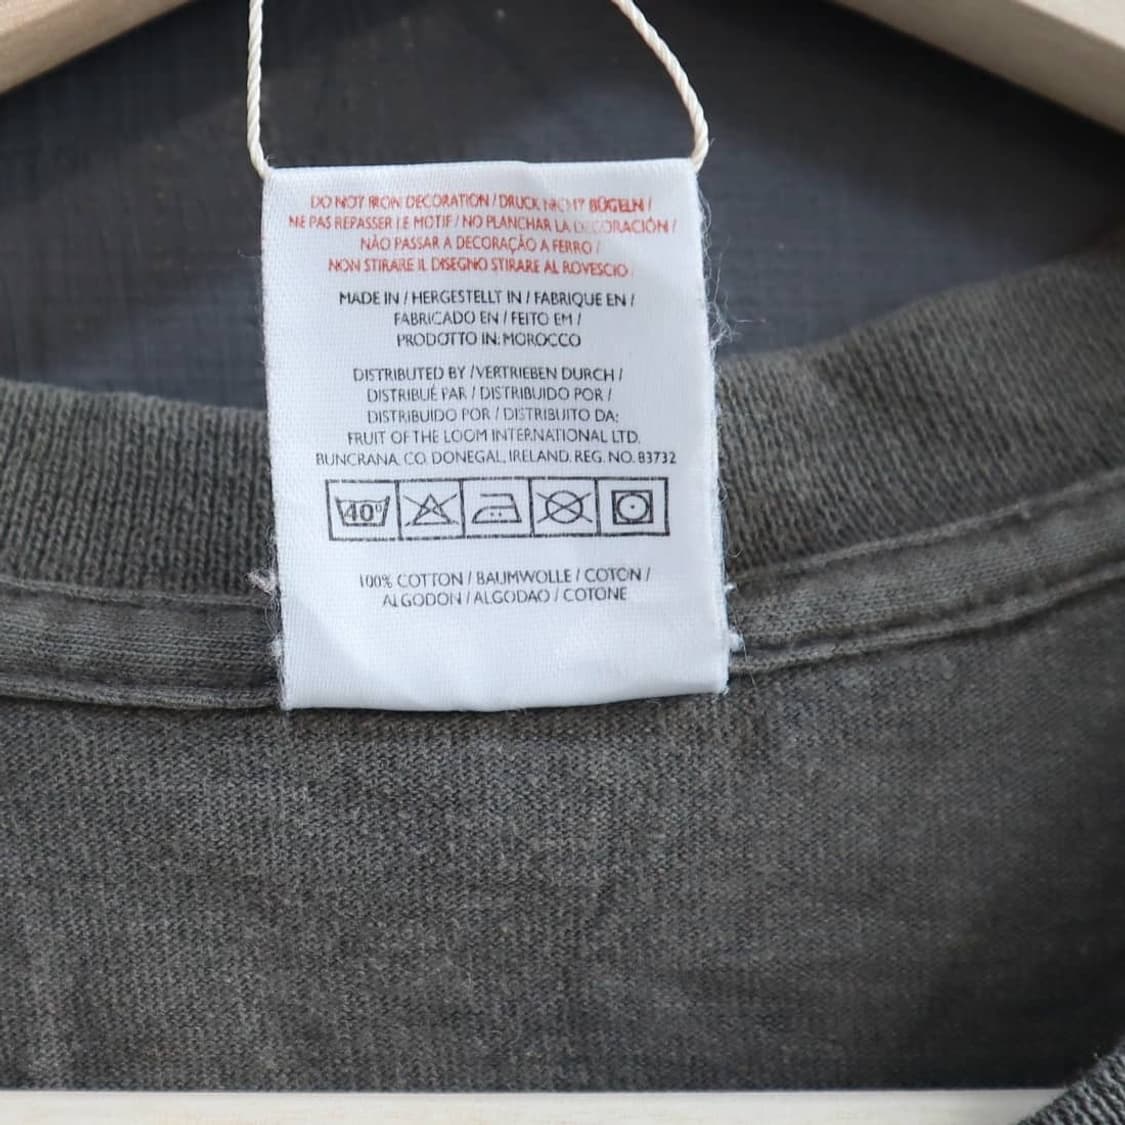 DO NOT IRON DECORATION / DRUCK NICHT BÜGELN /
NE PAS REPASSER LE MOTIF / NO PLANCHAR LA DECORACIÓN /
NÃO PASSAR A DECORAÇÃO A FERRO /
NON STIRARE IL DISEGNO STIRARE AL ROVESCIO
MADE IN / HERGESTELLT IN / FABRIQUE EN /
FABRICADO EN / FEITO EM /
PRODOTTO IN: MOROCCO
DISTRIBUTED BY /VERTRIEBEN DURCH /
DISTRIBUÉ PAR / DISTRIBUIDO POR /
DISTRIBUIDO POR / DISTRIBUITO DA:
FRUIT OF THE LOOM INTERNATIONAL LTD.
BUNCRANA. CO. DONEGAL, IRELAND. REG. NO. 83732
40°
100% COTTON / BAUMWOLLE / COTON /
ALGODON / ALGODAO / COTONE